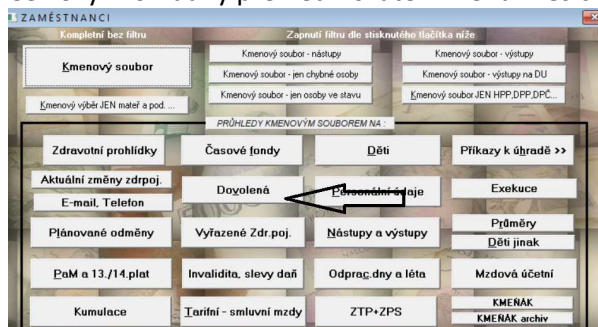 ZAMĚSTNANCI
Kompletní bez filtru
Zapnutí filtru dle stisknutého tlačítka níže
Kmenový soubor
Kmenový soubor - nástupy
Kmenový soubor - výstupy
Kmenový soubor - jen chybné osoby
Kmenový soubor - výstupy na DU
Kmenový výběr JEN mateř a pod. ...
Kmenový soubor - jen osoby ve stavu
Kmenový soubor JEN HPP,DPP,DPČ...
PRŮHLEDY KMENOVÝM SOUBOREM NA :
Zdravotní prohlídky
Časové fondy
Děti
Příkazy k úhradě >>
Aktuální změny zdrpoj.
E-mail, Telefon
Dovolená
Personální údaje
Exekuce
Plánované odměny
Vyřazené Zdr.poj.
Nástupy a výstupy
Průměry
Děti jinak
PaM a 13./14.plat
Invalidita, slevy daň
Odprac.dny a léta
Mzdová účetní
Kumulace
Tarifní - smluvní mzdy
ZTP+ZPS
KMEŇÁK
KMEŇÁK archiv